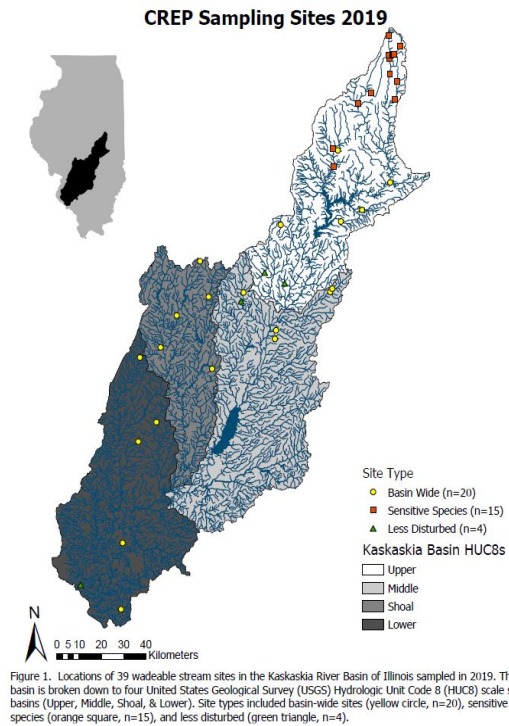 CREP Sampling Sites 2019
Site Type
Basin Wide (n=20)
Sensitive Species (n=15)
Less Disturbed (n=4)
Kaskaskia Basin HUC8s
Upper
Middle
Shoal
Lower
N
0 5 10 20 30 40
Kilometers
Figure 1. Locations of 39 wadeable stream sites in the Kaskaskia River Basin of Illinois sampled in 2019. Th
basin is broken down to four United States Geological Survey (USGS) Hydrologic Unit Code 8 (HUC8) scale s
basins (Upper, Middle, Shoal, & Lower). Site types included basin-wide sites (yellow circle, n=20), sensitive
species (orange square, n=15), and less disturbed (green triangle, n=4).